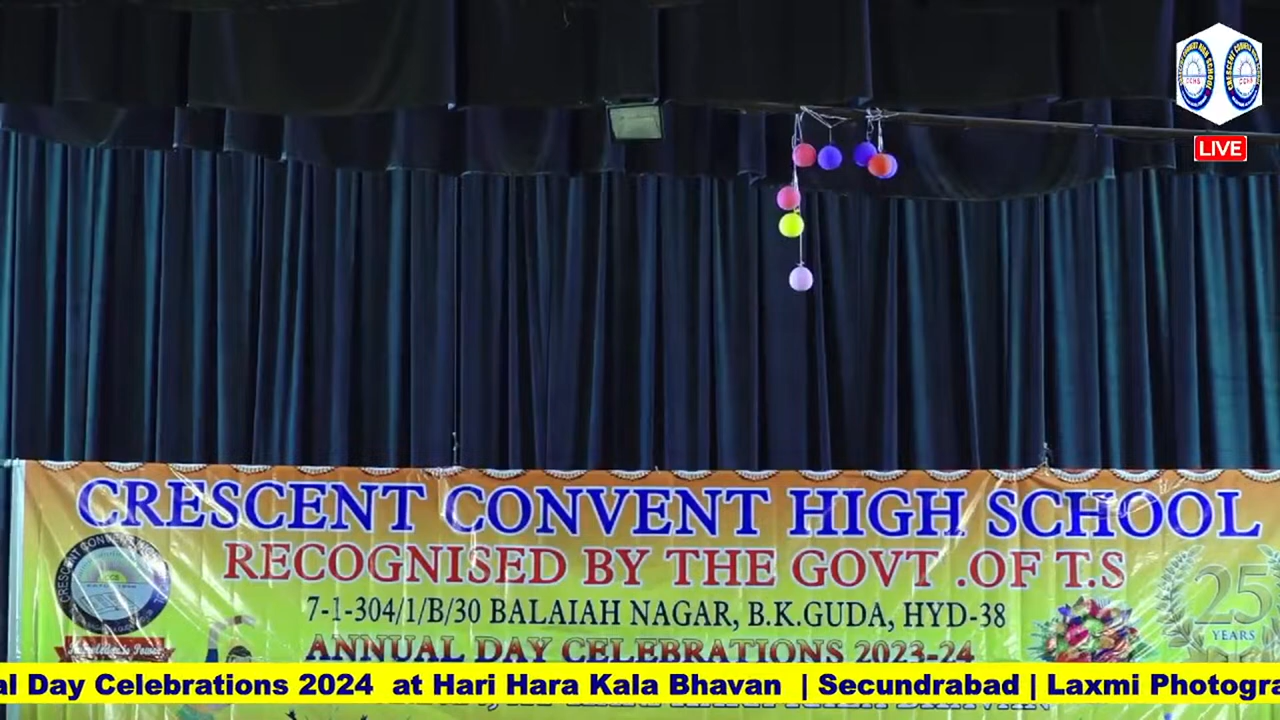 LIVE
CRESCENT CONVENT HIGH SCHOOL
RECOGNISED BY THE GOVT .OF T.S
7-1-304/1/B/30 BALAIAH NAGAR, B.K.GUDA, HYD-38
ANNUAL DAY CELEBRATIONS 2023-24
25
YEARS
al Day Celebrations 2024 at Hari Hara Kala Bhavan | Secundrabad | Laxmi Photogra